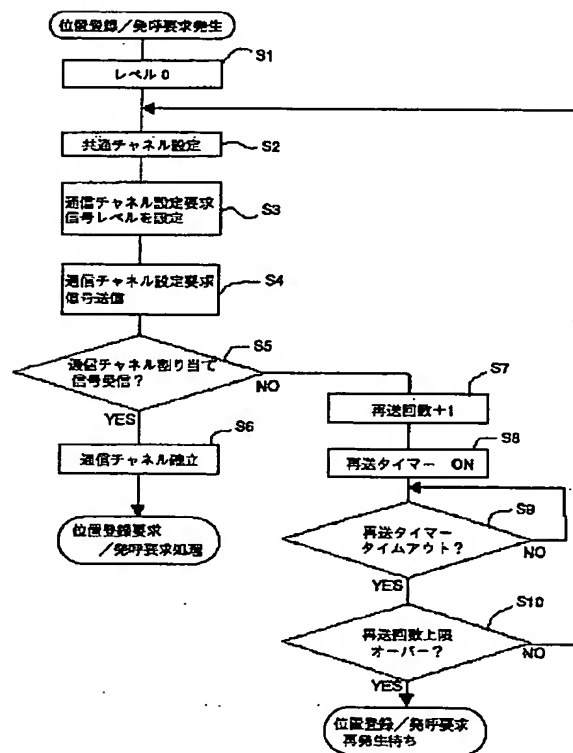 位置登録／発呼要求発生
S1
レベル 0
共通チャネル設定
S2
通信チャネル設定要求
信号レベルを設定
S3
通信チャネル設定要求
信号送信
S4
通信チャネル割り当て
信号受信？
S5
NO
YES
S6
通信チャネル確立
位置登録要求
／発呼要求処理
S7
再送回数＋1
S8
再送タイマー ON
再送タイマー
タイムアウト？
S9
NO
YES
再送回数上限
オーバー？
S10
NO
YES
位置登録／発呼要求
再発生待ち